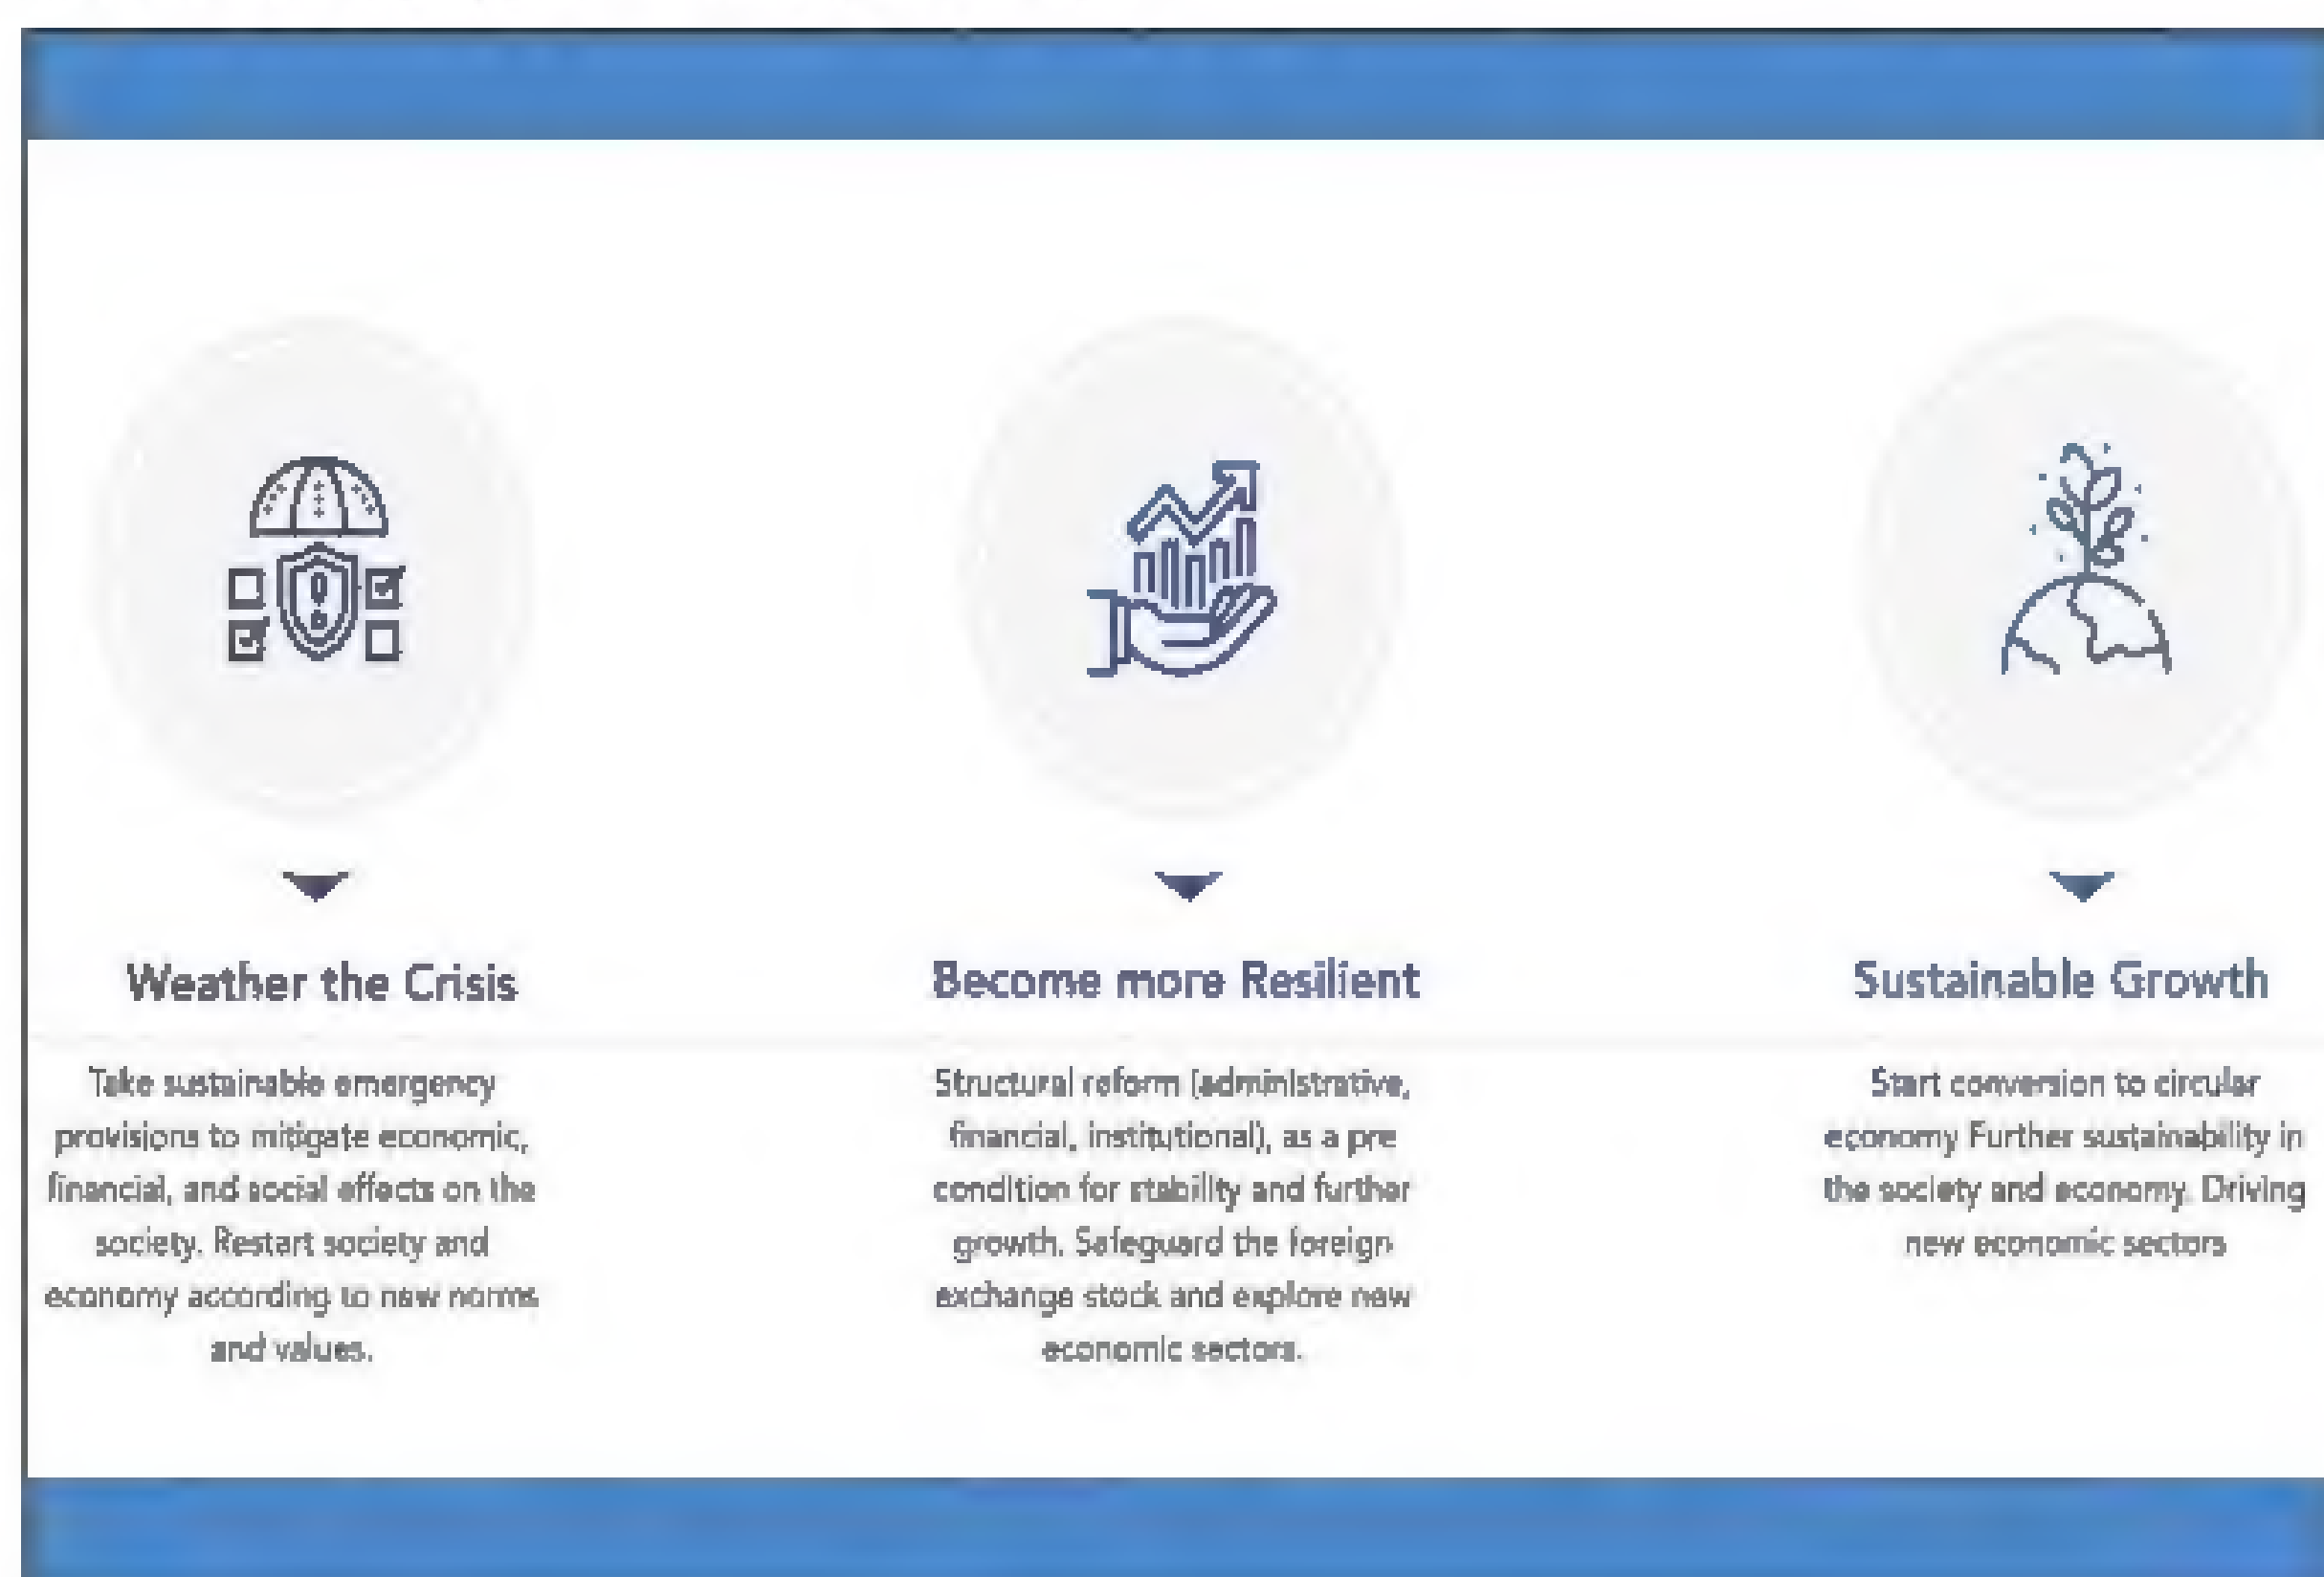 Weather the Crisis
Take sustainable emergency
provisions to mitigate economic,
financial, and social effects on the
society. Restart society and
economy according to new norms
and values.
Become more Resilient
Structural reform (administrative,
financial, institutional), as a pre
condition for stability and further
growth. Safeguard the foreign
exchange stock and explore new
economic sectors.
Sustainable Growth
Start conversion to circular
economy Further sustainability in
the society and economy. Driving
new economic sectors